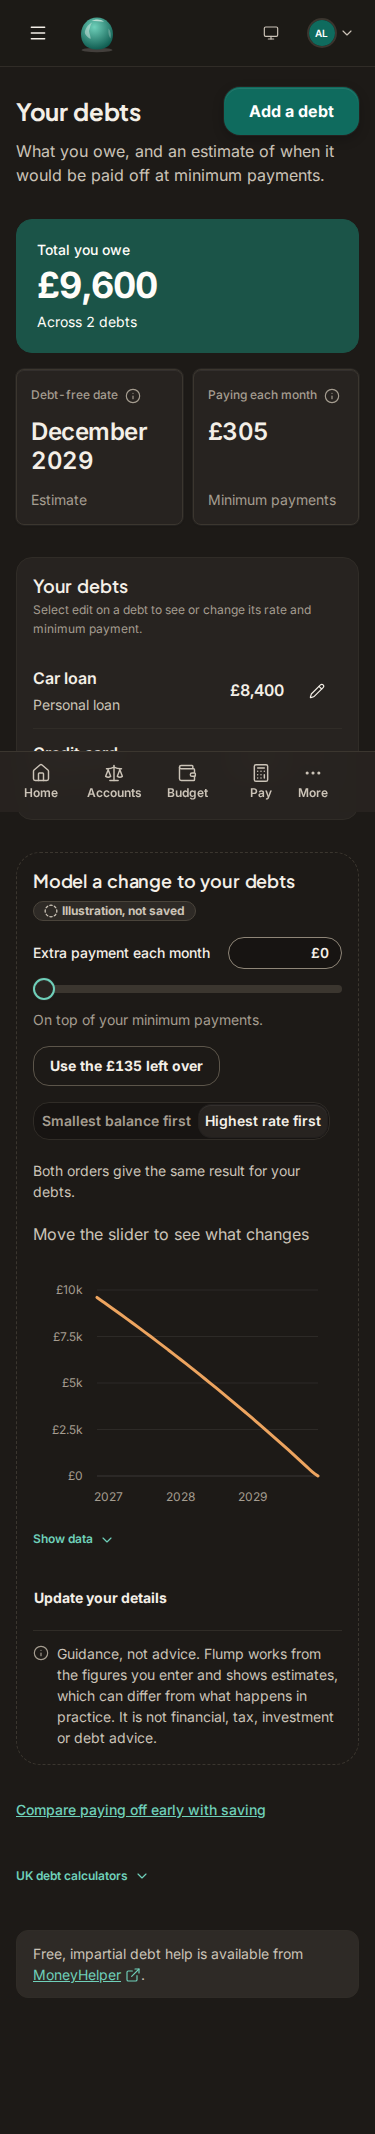 AL
Your debts
Add a debt
What you owe, and an estimate of when it
would be paid off at minimum payments.
Total you owe
£9,600
Across 2 debts
Debt-free date
December
2029
Estimate
Paying each month
£305
Minimum payments
Your debts
Select edit on a debt to see or change its rate and
minimum payment.
Car loan
Personal loan
£8,400
Home
Accounts
Budget
Pay
More
Model a change to your debts
Illustration, not saved
Extra payment each month
£0
On top of your minimum payments.
Use the £135 left over
Smallest balance first
Highest rate first
Both orders give the same result for your
debts.
Move the slider to see what changes
£10k
£7.5k
£5k
£2.5k
£0
2027
2028
2029
Show data
Update your details
Guidance, not advice. Flump works from
the figures you enter and shows estimates,
which can differ from what happens in
practice. It is not financial, tax, investment
or debt advice.
Compare paying off early with saving
UK debt calculators
Free, impartial debt help is available from
MoneyHelper.